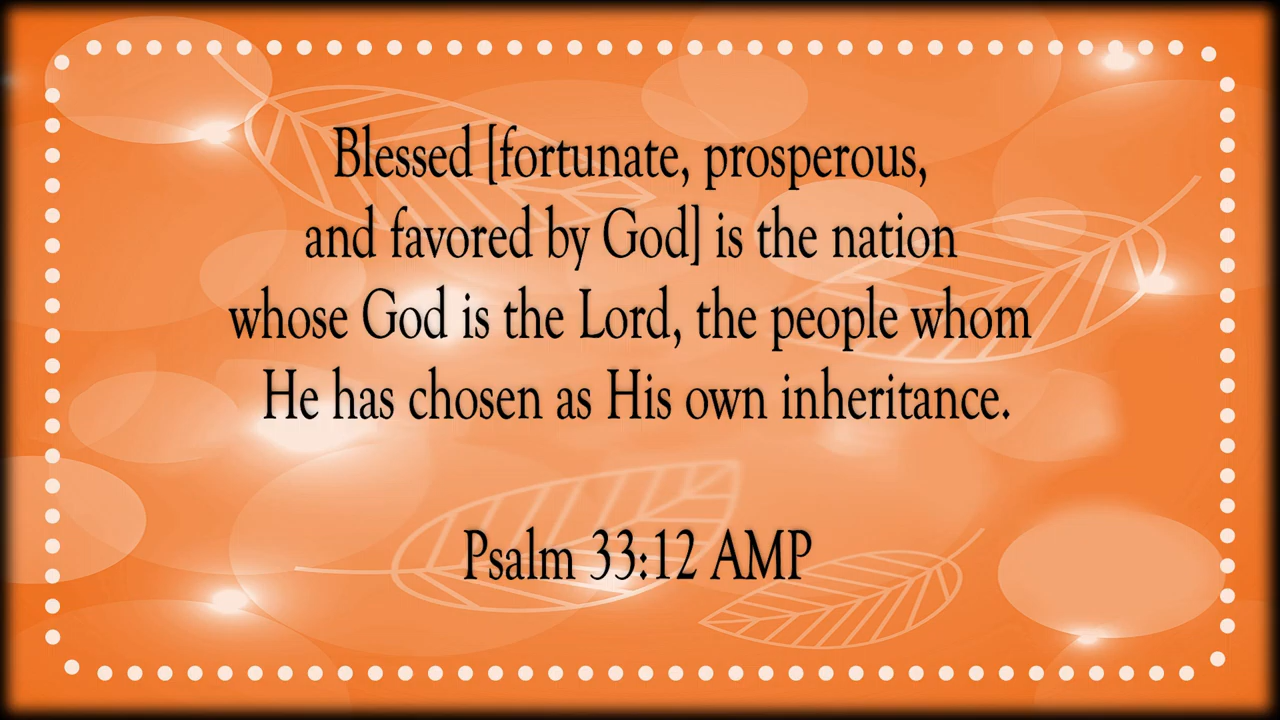 Blessed [fortunate, prosperous,
and favored by God] is the nation
whose God is the Lord, the people whom
He has chosen as His own inheritance.
Psalm 33:12 AMP